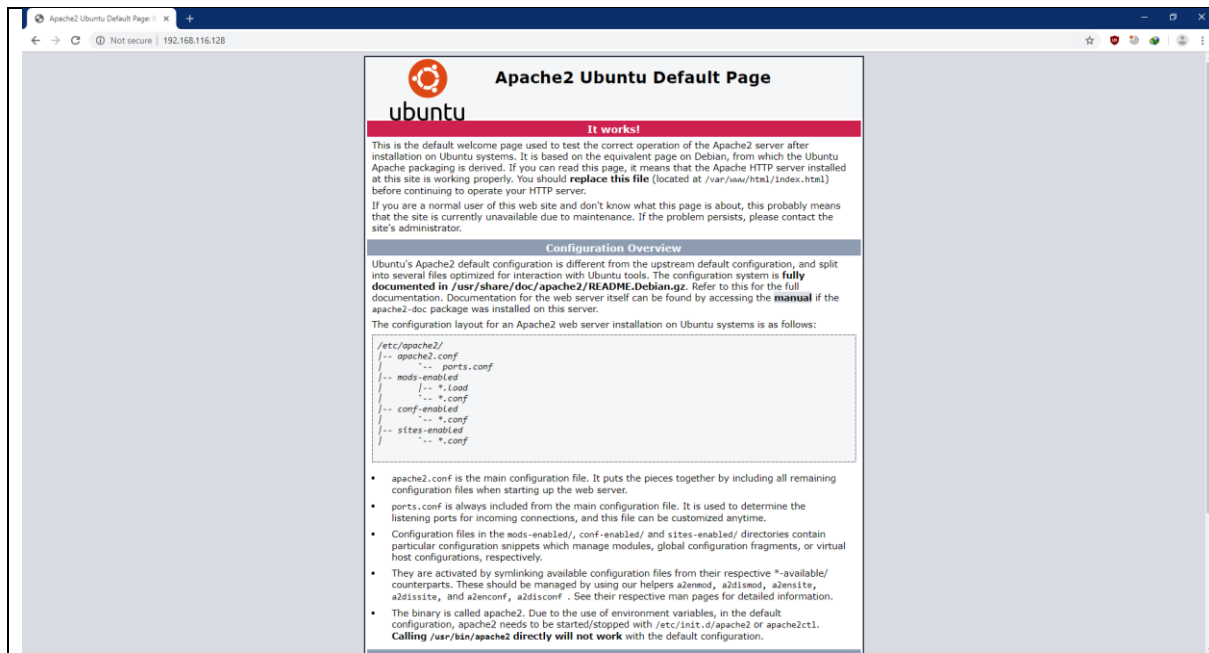 Apache2 Ubuntu Default Page:
Not secure | 192.168.116.128
ubuntu
Apache2 Ubuntu Default Page
It works!
This is the default welcome page used to test the correct operation of the Apache2 server after
installation on Ubuntu systems. It is based on the equivalent page on Debian, from which the Ubuntu
Apache packaging is derived. If you can read this page, it means that the Apache HTTP server installed
at this site is working properly. You should replace this file (located at /var/www/html/index.html)
before continuing to operate your HTTP server.
If you are a normal user of this web site and don't know what this page is about, this probably means
that the site is currently unavailable due to maintenance. If the problem persists, please contact the
site's administrator.
Configuration Overview
Ubuntu's Apache2 default configuration is different from the upstream default configuration, and split
into several files optimized for interaction with Ubuntu tools. The configuration system is fully
documented in /usr/share/doc/apache2/README.Debian.gz. Refer to this for the full
documentation. Documentation for the web server itself can be found by accessing the manual if the
apache2-doc package was installed on this server.
The configuration layout for an Apache2 web server installation on Ubuntu systems is as follows:
/etc/apache2/
|-- apache2.conf
|       `--  ports.conf
|-- mods-enabled
|       |-- *.load
|       `-- *.conf
|-- conf-enabled
|       `-- *.conf
|-- sites-enabled
|       `-- *.conf
• apache2.conf is the main configuration file. It puts the pieces together by including all remaining
configuration files when starting up the web server.
• ports.conf is always included from the main configuration file. It is used to determine the
listening ports for incoming connections, and this file can be customized anytime.
• Configuration files in the mods-enabled/, conf-enabled/ and sites-enabled/ directories contain
particular configuration snippets which manage modules, global configuration fragments, or virtual
host configurations, respectively.
• They are activated by symlinking available configuration files from their respective *-available/
counterparts. These should be managed by using our helpers a2enmod, a2dismod, a2ensite,
a2dissite, and a2enconf, a2disconf . See their respective man pages for detailed information.
• The binary is called apache2. Due to the use of environment variables, in the default
configuration, apache2 needs to be started/stopped with /etc/init.d/apache2 or apache2ctl.
Calling /usr/bin/apache2 directly will not work with the default configuration.